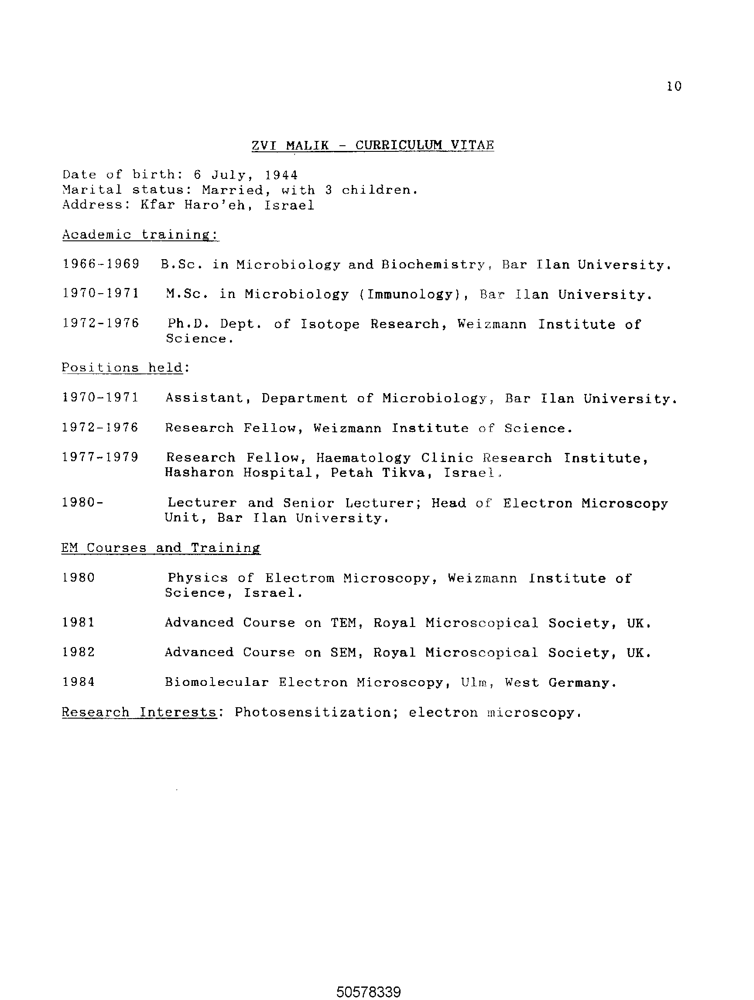 10
ZVI MALIK - CURRICULUM VITAE
Date of birth: 6 July, 1944
Marital status: Married, with 3 children.
Address: Kfar Haro'eh, Israel
Academic training:
1966-1969 B.Sc. in Microbiology and Biochemistry, Bar Ilan University.
1970-1971 M.Sc. in Microbiology (Immunology), Bar Ilan University.
1972-1976 Ph.D. Dept. of Isotope Research, Weizmann Institute of
Science.
Positions held:
1970-1971 Assistant, Department of Microbiology, Bar Ilan University.
1972-1976 Research Fellow, Weizmann Institute of Science.
1977-1979 Research Fellow, Haematology Clinic Research Institute,
Hasharon Hospital, Petah Tikva, Israel.
1980- Lecturer and Senior Lecturer; Head of Electron Microscopy
Unit, Bar Ilan University.
EM Courses and Training
1980 Physics of Electrom Microscopy, Weizmann Institute of
Science, Israel.
1981 Advanced Course on TEM, Royal Microscopical Society, UK.
1982 Advanced Course on SEM, Royal Microscopical Society, UK.
1984 Biomolecular Electron Microscopy, Ulm, West Germany.
Research Interests: Photosensitization; electron microscopy.
50578339